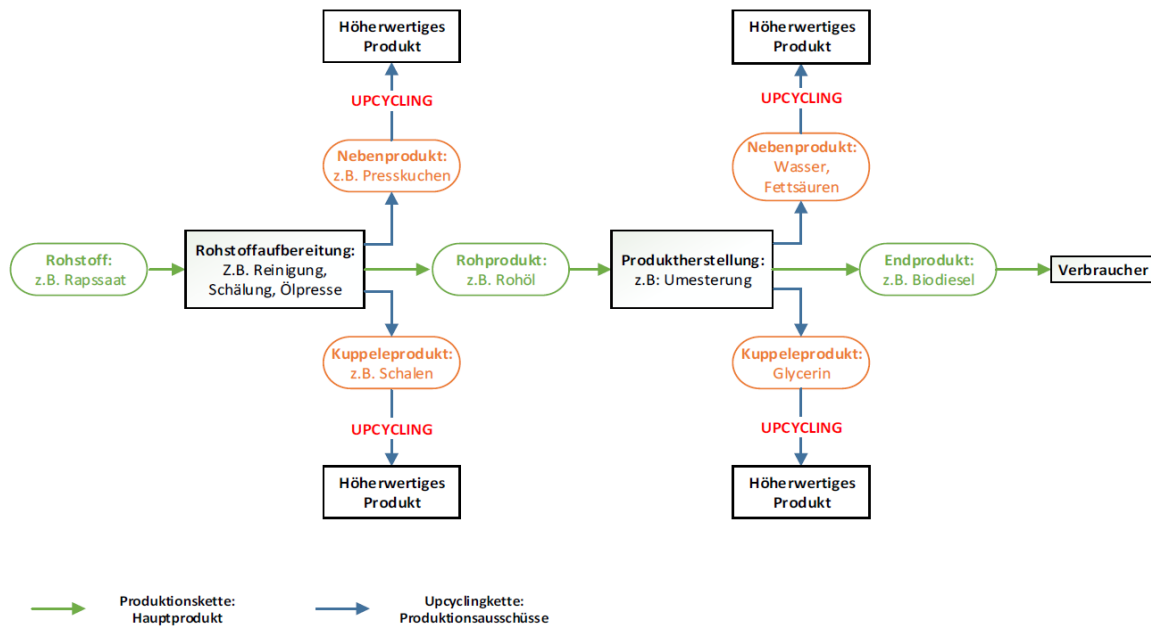 Höherwertiges
Produkt
Höherwertiges
Produkt
UPCYCLING
UPCYCLING
Nebenprodukt:
z.B. Presskuchen
Nebenprodukt:
Wasser,
Fettsäuren
Rohstoff:
z.B. Rapssaat
Rohstoffaufbereitung:
Z.B. Reinigung,
Schälung, Ölpresse
Rohprodukt:
z.B. Rohöl
Produktherstellung:
z.B: Umesterung
Endprodukt:
z.B. Biodiesel
Verbraucher
Kuppeleprodukt:
z.B. Schalen
Kuppeleprodukt:
Glycerin
UPCYCLING
UPCYCLING
Höherwertiges
Produkt
Höherwertiges
Produkt
Produktionskette:
Hauptprodukt
Upcyclingkette:
Produktionsausschüsse